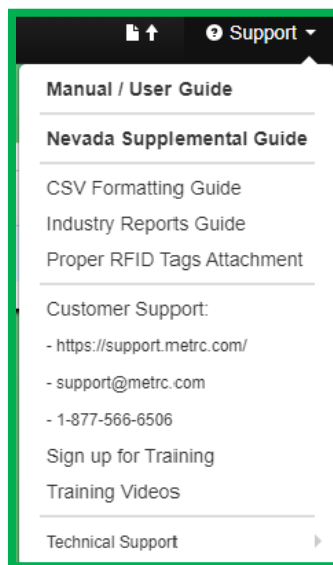 Support
Manual / User Guide
Nevada Supplemental Guide
CSV Formatting Guide
Industry Reports Guide
Proper RFID Tags Attachment
Customer Support:
- https://support.metrc.com/
- support@metrc.com
- 1-877-566-6506
Sign up for Training
Training Videos
Technical Support